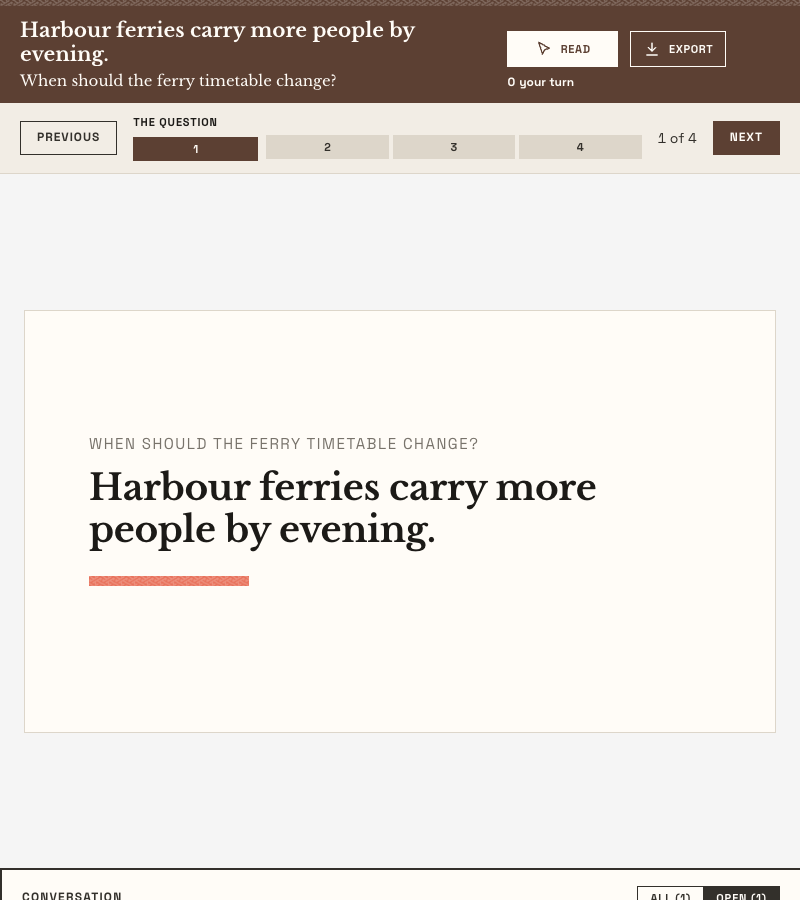 Harbour ferries carry more people by
evening.
When should the ferry timetable change?
READ
EXPORT
0 your turn
PREVIOUS
THE QUESTION
1
2
3
4
1 of 4
NEXT
WHEN SHOULD THE FERRY TIMETABLE CHANGE?
Harbour ferries carry more
people by evening.
CONVERSATION
ALL (1)
OPEN (1)